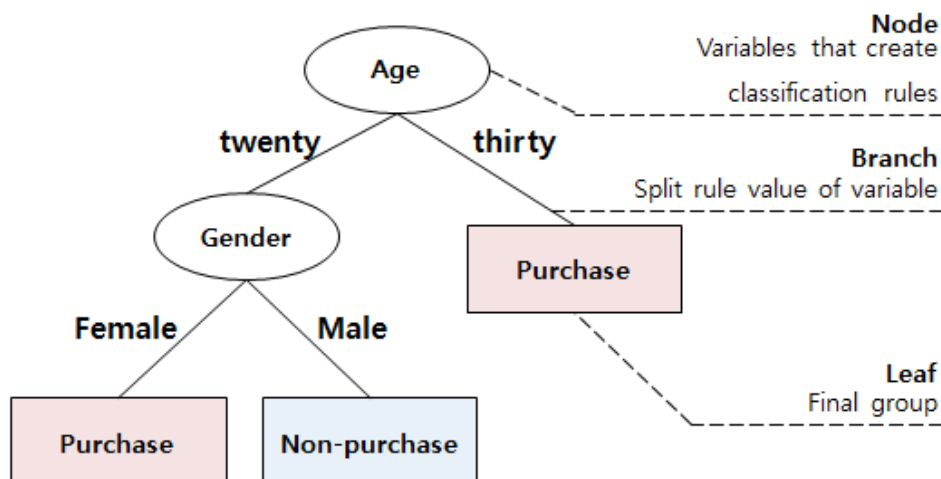 Node
Variables that create
classification rules
Age
twenty
thirty
Branch
Split rule value of variable
Gender
Purchase
Female
Male
Leaf
Final group
Purchase
Non-purchase